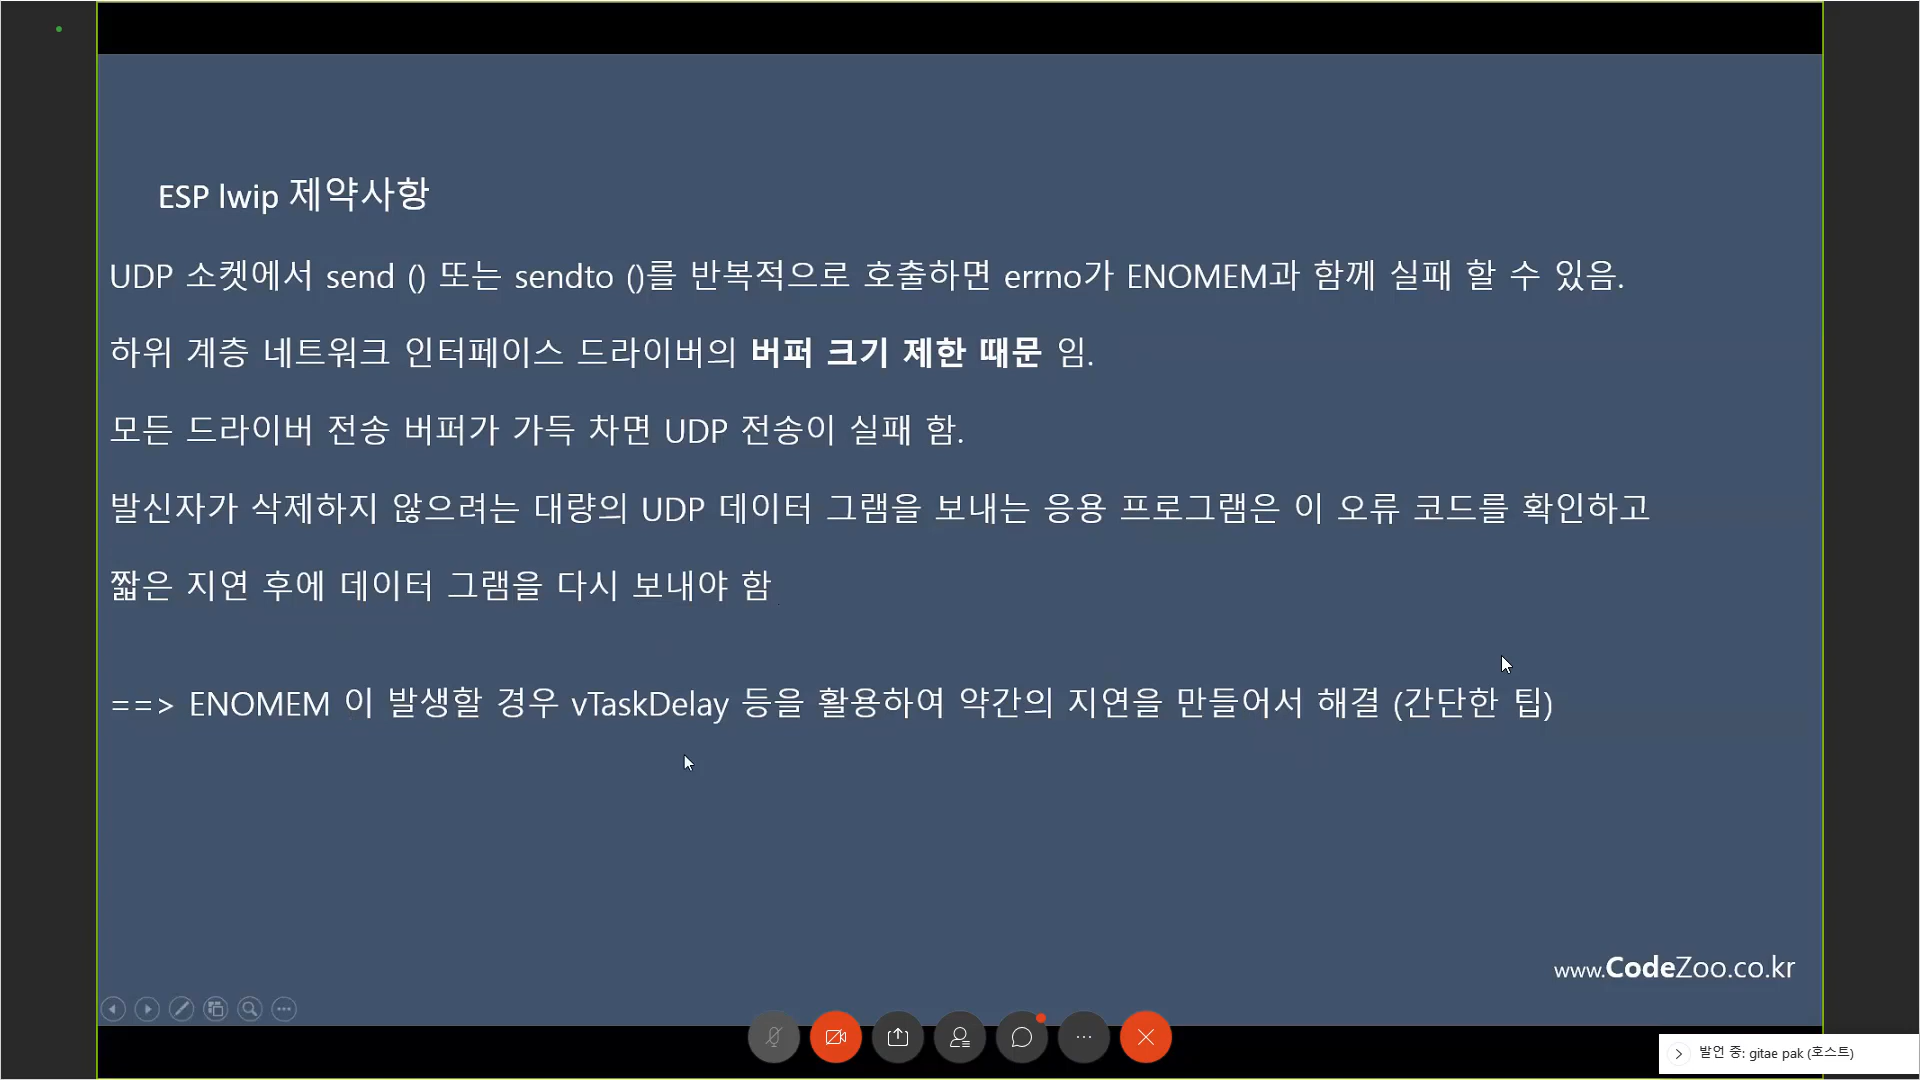 ESP lwip 제약사항
UDP 소켓에서 send () 또는 sendto ()를 반복적으로 호출하면 errno가 ENOMEM과 함께 실패 할 수 있음.
하위 계층 네트워크 인터페이스 드라이버의 버퍼 크기 제한 때문 임.
모든 드라이버 전송 버퍼가 가득 차면 UDP 전송이 실패 함.
발신자가 삭제하지 않으려는 대량의 UDP 데이터 그램을 보내는 응용 프로그램은 이 오류 코드를 확인하고
짧은 지연 후에 데이터 그램을 다시 보내야 함
==> ENOMEM 이 발생할 경우 vTaskDelay 등을 활용하여 약간의 지연을 만들어서 해결 (간단한 팁)
www.CodeZoo.co.kr
발언 중: gitae pak (호스트)